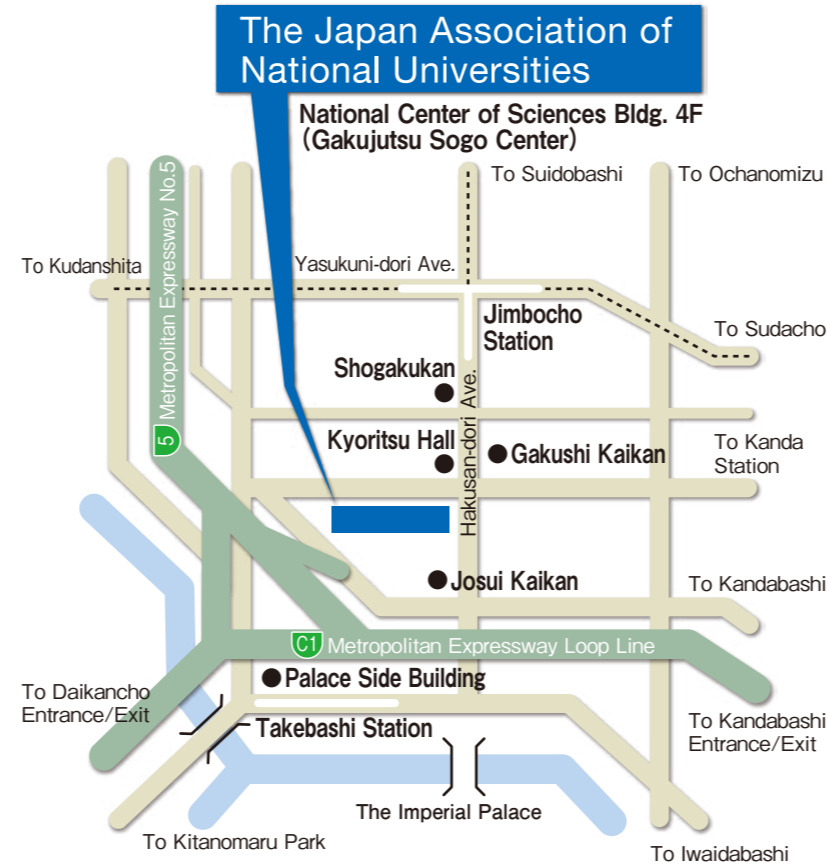 The Japan Association of
National Universities
National Center of Sciences Bldg. 4F
(Gakujutsu Sogo Center)
To Suidobashi
To Ochanomizu
Metropolitan Expressway No.5
To Kudanshita
Yasukuni-dori Ave.
Jimbocho
Station
To Sudacho
Shogakukan
Hakusan-dori Ave.
5
Kyoritsu Hall
Gakushi Kaikan
To Kanda
Station
Josui Kaikan
To Kandabashi
C1 Metropolitan Expressway Loop Line
Palace Side Building
To Daikancho
Entrance/Exit
Takebashi Station
To Kandabashi
Entrance/Exit
The Imperial Palace
To Kitanomaru Park
To Iwaidabashi